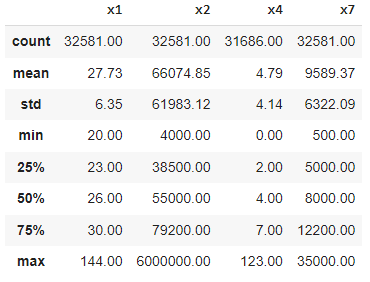 x1 x2 x4 x7
count 32581.00 32581.00 31686.00 32581.00
mean 27.73 66074.85 4.79 9589.37
std 6.35 61983.12 4.14 6322.09
min 20.00 4000.00 0.00 500.00
25% 23.00 38500.00 2.00 5000.00
50% 26.00 55000.00 4.00 8000.00
75% 30.00 79200.00 7.00 12200.00
max 144.00 6000000.00 123.00 35000.00